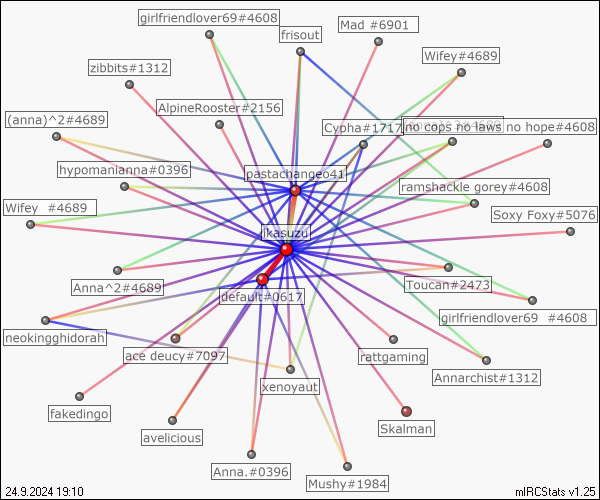 girlfriendlover69#4608
Mad #6901
frisout
Wifey#4689
zibbits#1312
AlpineRooster#2156
(anna)^2#4689
Cypha#1717
no cops no laws no hope#4608
hypomanianna#0396
pastachangeo41
ramshackle gorey#4608
Wifey #4689
Soxy Foxy#5076
ikasuzu
Anna^2#4689
Toucan#2473
default#0617
girlfriendlover69 #4608
neokingghidorah
ace deucy#7097
rattgaming
Annarchist#1312
xenoyaut
fakedingo
Skalman
avelicious
Anna.#0396
Mushy#1984
24.9.2024 19:10
mIRCStats v1.25